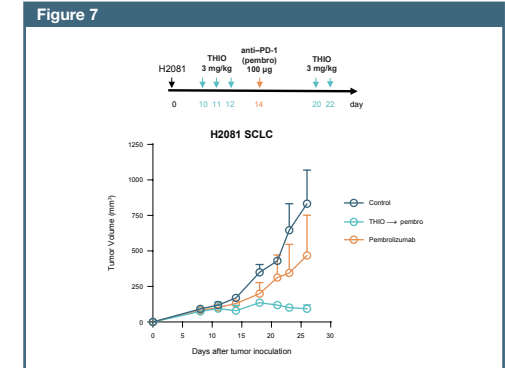 Figure 7
anti–PD-1
THIO (pembro) THIO
H2081 3 mg/kg 100 µg 3 mg/kg
0 10 11 12 14 20 22 day
H2081 SCLC
1250
1000
750
500
250
0
Tumor Volume (mm³)
0 5 10 15 20 25 30
Days after tumor inoculation
Control
THIO → pembro
Pembrolizumab